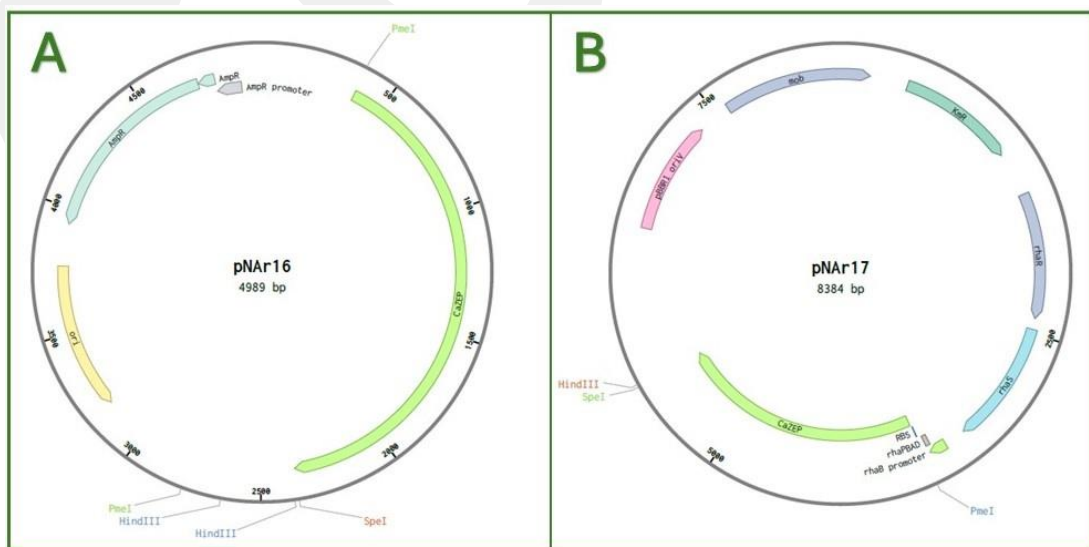 A
PmeI
AmpR
AmpR promoter
4500
500
AmpR
4000
1000
pNAr16
4989 bp
CaZEP
ori
3500
1500
3000
2000
2500
PmeI
HindIII
HindIII
SpeI
B
mob
7500
KmR
pBBR1 oriV
rhaR
pNAr17
8384 bp
2500
rhaS
HindIII
SpeI
CaZEP
RBS
rhaPBAD
rhaB promoter
5000
PmeI